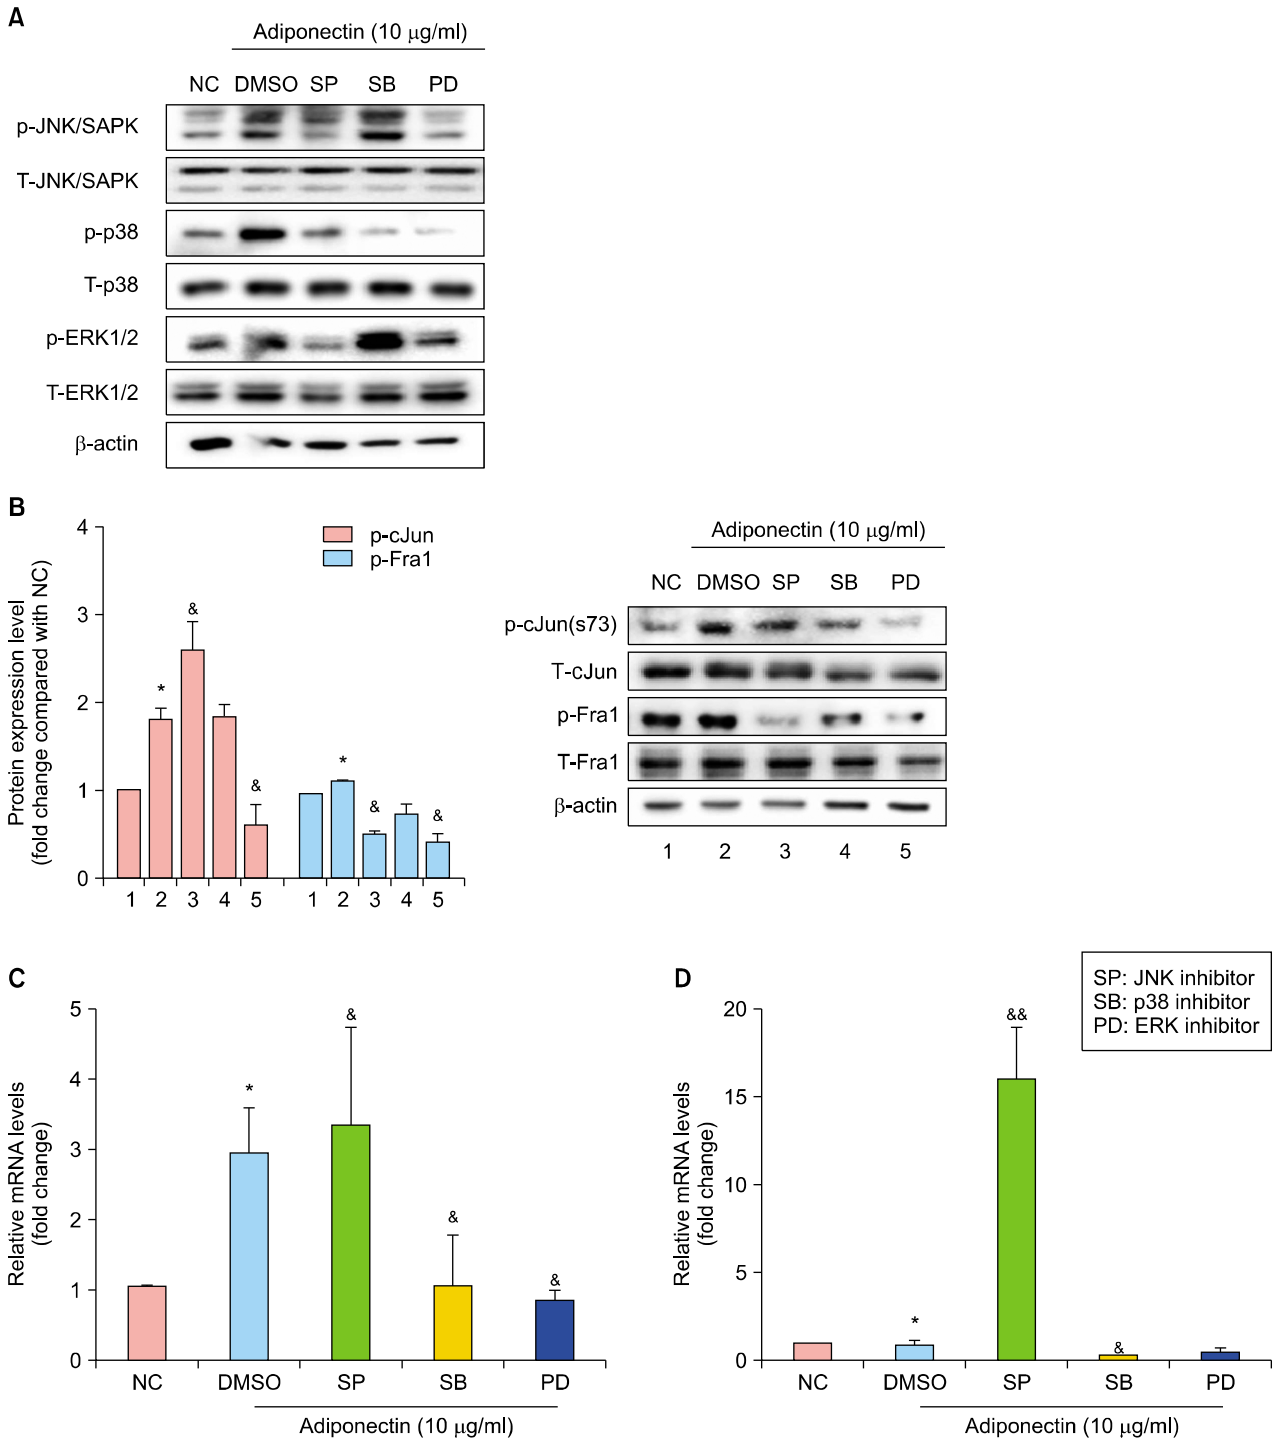 A
Adiponectin (10 μg/ml)
NC DMSO SP SB PD
p-JNK/SAPK
T-JNK/SAPK
p-p38
T-p38
p-ERK1/2
T-ERK1/2
β-actin
B
Protein expression level
(fold change compared with NC)
4
3
2
1
0
p-cJun
p-Fra1
* & & * & &
1 2 3 4 5 1 2 3 4 5
Adiponectin (10 μg/ml)
NC DMSO SP SB PD
p-cJun(s73)
T-cJun
p-Fra1
T-Fra1
β-actin
1 2 3 4 5
C
Relative mRNA levels
(fold change)
5
4
3
2
1
0
* & & &
NC DMSO SP SB PD
Adiponectin (10 μg/ml)
D
SP: JNK inhibitor
SB: p38 inhibitor
PD: ERK inhibitor
Relative mRNA levels
(fold change)
20
15
10
5
0
* && &
NC DMSO SP SB PD
Adiponectin (10 μg/ml)